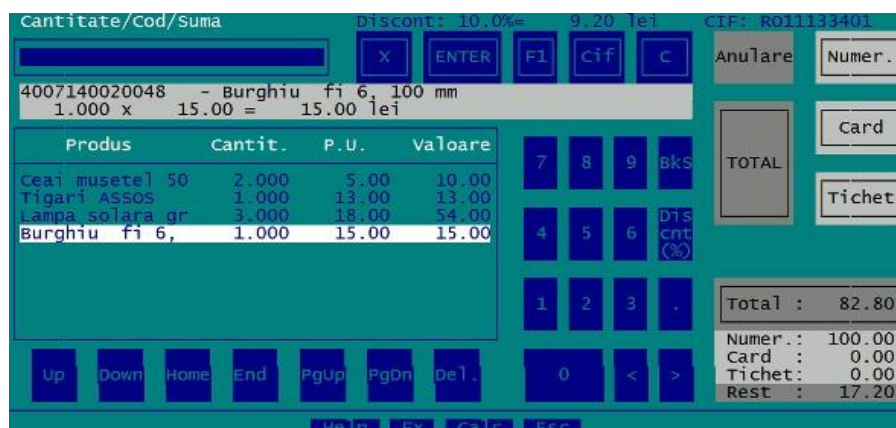 Cantitate/Cod/Suma Discont: 10.0%= 9.20 lei CIF: RO11133401
X ENTER F1 Cif C Anulare Numer.
4007140020048 - Burghiu fi 6, 100 mm
1.000 x 15.00 = 15.00 lei
Card
Produs Cantit. P.U. Valoare
7 8 9 BkS TOTAL
Ceai musetel 50 2.000 5.00 10.00
Tigari ASSOS 1.000 13.00 13.00
Tichet
Lampa solara gr 3.000 18.00 54.00
Burghiu fi 6, 1.000 15.00 15.00
4 5 6 Dis
cnt
(%)
1 2 3 .
Total : 82.80
Numer.: 100.00
Card : 0.00
Tichet: 0.00
Rest : 17.20
Up Down Home End PgUp PgDn Del. 0 < >